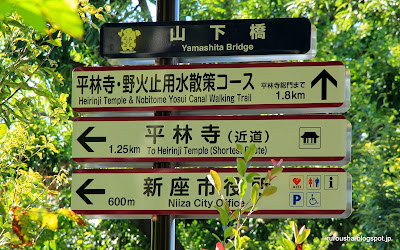 山下橋
Yamashita Bridge
平林寺・野火止用水散策コース
平林寺総門まで
Heirinji Temple & Nobitome Yosui Canal Walking Trail
1.8km
平林寺(近道)
1.25km
To Heirinji Temple (Shortest Route)
新座市役所
600m
Niiza City Office
P
roushai.blogspot.jp